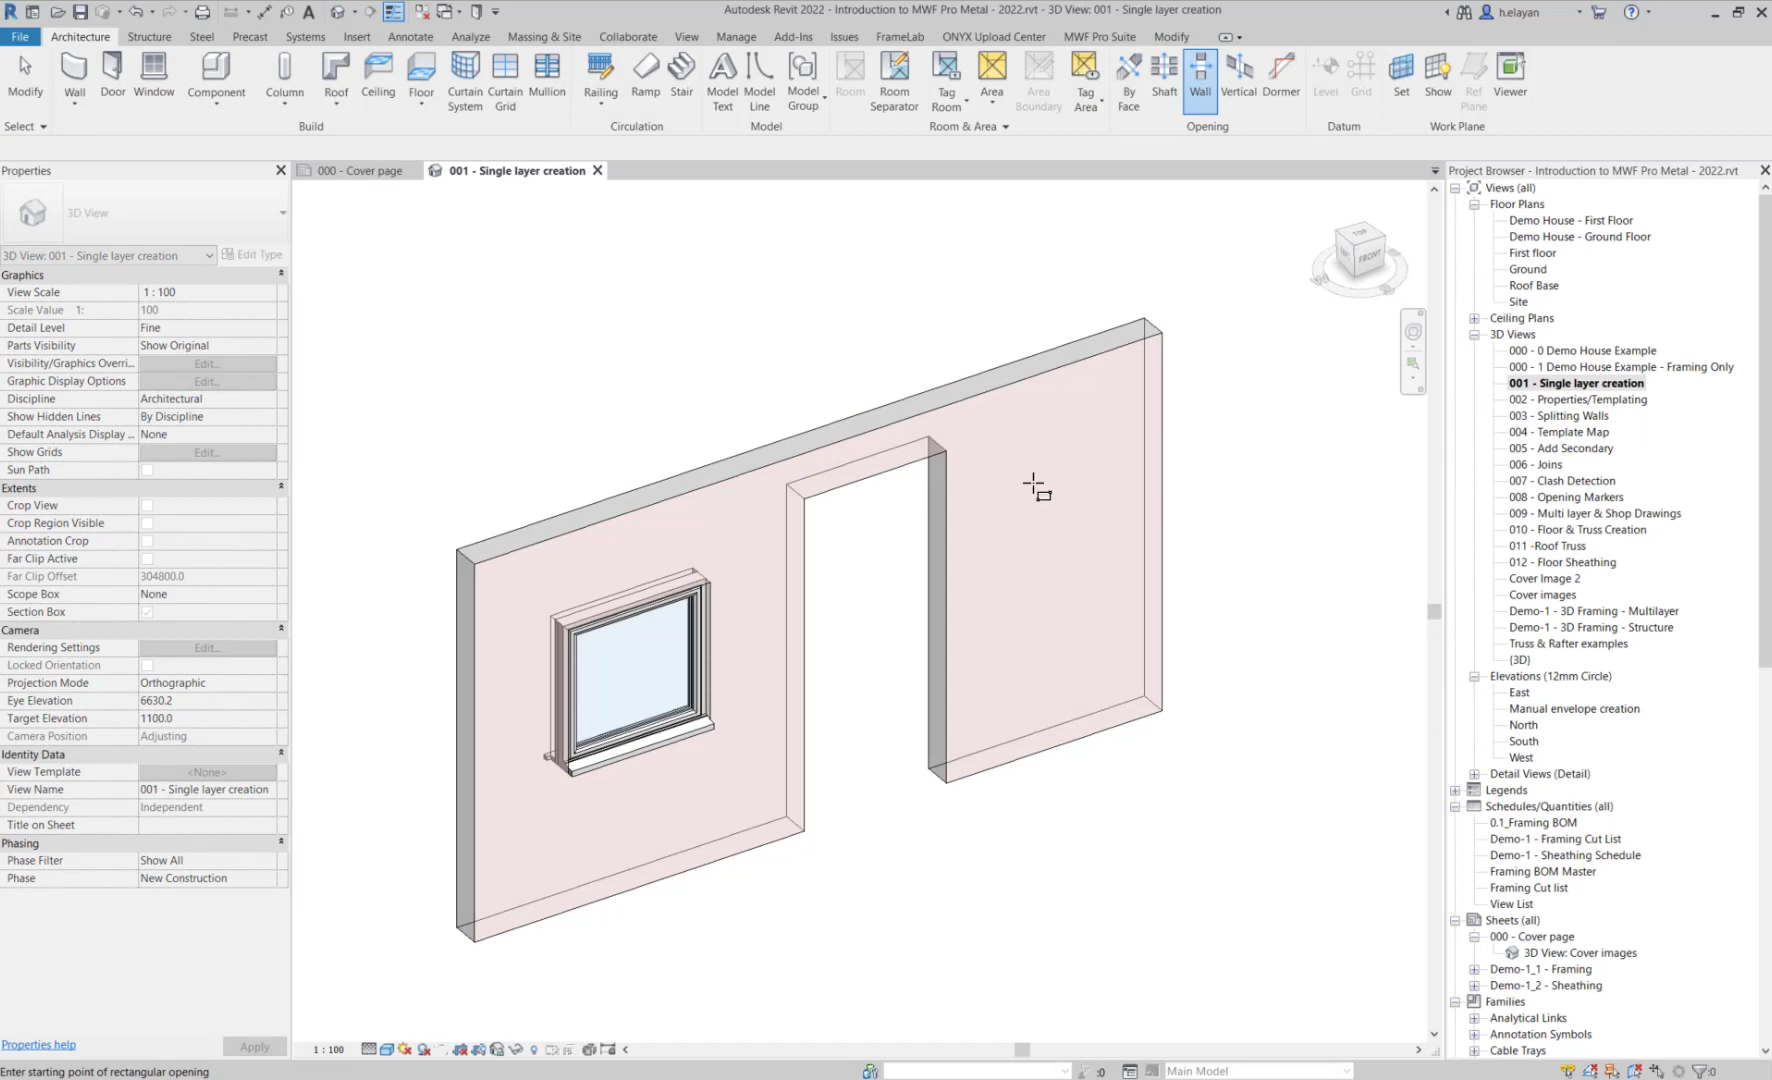 Autodesk Revit 2022 - Introduction to MWF Pro Metal - 2022.rvt - 3D View: 001 - Single layer creation
h.elayan
File Architecture Structure Steel Precast Systems Insert Annotate Analyze Massing & Site Collaborate View Manage Add-Ins Issues FrameLab ONYX Upload Center MWF Pro Suite Modify
Modify Wall Door Window Component Column Roof Ceiling Floor Curtain System Curtain Grid Mullion Railing Ramp Stair Model Text Model Line Model Group Room Room Separator Tag Room Area Area Boundary Tag Area By Face Shaft Wall Vertical Dormer Level Grid Set Show Ref Plane Viewer
Select Build Circulation Model Room & Area Opening Datum Work Plane
Properties
000 - Cover page
001 - Single layer creation
3D View
3D View: 001 - Single layer creation
Edit Type
Graphics
View Scale 1 : 100
Scale Value 1: 100
Detail Level Fine
Parts Visibility Show Original
Visibility/Graphics Overri... Edit...
Graphic Display Options Edit...
Discipline Architectural
Show Hidden Lines By Discipline
Default Analysis Display ... None
Show Grids Edit...
Sun Path
Extents
Crop View
Crop Region Visible
Annotation Crop
Far Clip Active
Far Clip Offset 304800.0
Scope Box None
Section Box
Camera
Rendering Settings Edit...
Locked Orientation
Projection Mode Orthographic
Eye Elevation 6630.2
Target Elevation 1100.0
Camera Position Adjusting
Identity Data
View Template <None>
View Name 001 - Single layer creation
Dependency Independent
Title on Sheet
Phasing
Phase Filter Show All
Phase New Construction
Properties help
Apply
TOP
FRONT
1 : 100
Project Browser - Introduction to MWF Pro Metal - 2022.rvt
Views (all)
Floor Plans
Demo House - First Floor
Demo House - Ground Floor
First floor
Ground
Roof Base
Site
Ceiling Plans
3D Views
000 - 0 Demo House Example
000 - 1 Demo House Example - Framing Only
001 - Single layer creation
002 - Properties/Templating
003 - Splitting Walls
004 - Template Map
005 - Add Secondary
006 - Joins
007 - Clash Detection
008 - Opening Markers
009 - Multi layer & Shop Drawings
010 - Floor & Truss Creation
011 -Roof Truss
012 - Floor Sheathing
Cover Image 2
Cover images
Demo-1 - 3D Framing - Multilayer
Demo-1 - 3D Framing - Structure
Truss & Rafter examples
{3D}
Elevations (12mm Circle)
East
Manual envelope creation
North
South
West
Detail Views (Detail)
Legends
Schedules/Quantities (all)
0.1_Framing BOM
Demo-1 - Framing Cut List
Demo-1 - Sheathing Schedule
Framing BOM Master
Framing Cut list
View List
Sheets (all)
000 - Cover page
3D View: Cover images
Demo-1_1 - Framing
Demo-1_2 - Sheathing
Families
Analytical Links
Annotation Symbols
Cable Trays
Enter starting point of rectangular opening
:0
Main Model
:0